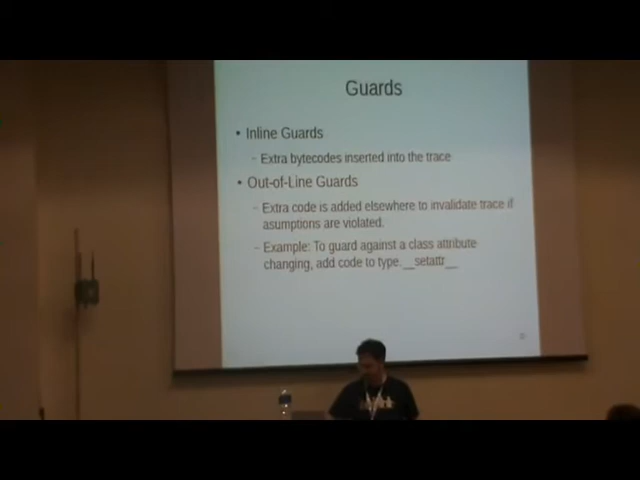 Guards
• Inline Guards
– Extra bytecodes inserted into the trace
• Out-of-Line Guards
– Extra code is added elsewhere to invalidate trace if
asumptions are violated.
– Example: To guard against a class attribute
changing, add code to type.__setattr__